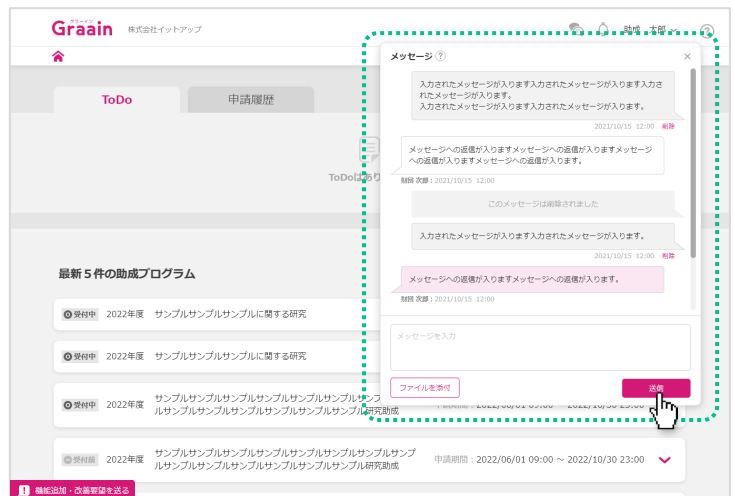 グラーイン
Graain 株式会社イットアップ
助成 太郎
?
ToDo
申請履歴
ToDoはあり
最新５件の助成プログラム
受付中 2022年度 サンプルサンプルサンプルに関する研究
受付中 2022年度 サンプルサンプルサンプルに関する研究
受付中 2022年度 サンプルサンプルサンプルサンプルサンプルサンプルサンプ
ルサンプルサンプルサンプルサンプルサンプルサンプル研究助成
申請期間：2022/06/01 09:00 ～ 2022/10/30 23:00
受付前 2022年度 サンプルサンプルサンプルサンプルサンプルサンプルサンプ
ルサンプルサンプルサンプルサンプルサンプルサンプル研究助成
申請期間：2022/06/01 09:00 ～ 2022/10/30 23:00
! 機能追加・改善要望を送る
メッセージ ? ×
入力されたメッセージが入ります入力されたメッセージが入ります入力さ
れたメッセージが入ります。
入力されたメッセージが入ります入力されたメッセージが入ります。
2021/10/15 12:00 削除
メッセージへの返信が入りますメッセージへの返信が入りますメッセージ
への返信が入りますメッセージへの返信が入ります。
財団 次郎：2021/10/15 12:00
このメッセージは削除されました
入力されたメッセージが入ります入力されたメッセージが入ります。
2021/10/15 12:00 削除
メッセージへの返信が入りますメッセージへの返信が入ります。
財団 次郎：2021/10/15 12:00
メッセージを入力
ファイルを添付
送信